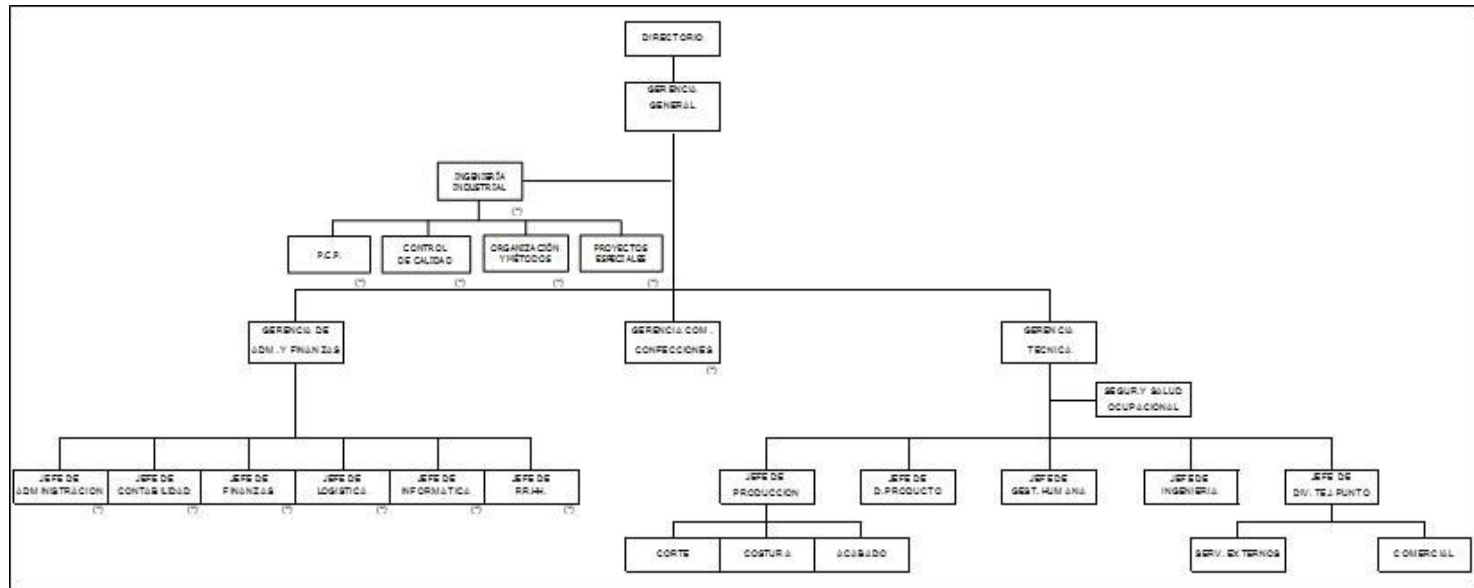 DIRECTORIO
GERENCIA
GENERAL
INGENIERÍA
INDUSTRIAL
(*)
P.C.P.
(*)
CONTROL
DE CALIDAD
(*)
ORGANIZACIÓN
Y MÉTODOS
(*)
PROYECTOS
ESPECIALES
(*)
GERENCIA DE
ADM. Y FINANZAS
GERENCIA COM.
CONFECCIONES
(*)
GERENCIA
TECNICA
SEGUR. Y SALUD
OCUPACIONAL
JEFE DE
ADMINISTRACION
(*)
JEFE DE
CONTABILIDAD
(*)
JEFE DE
FINANZAS
(*)
JEFE DE
LOGISTICA
(*)
JEFE DE
INFORMATICA
(*)
JEFE DE
RR.HH.
(*)
JEFE DE
PRODUCCION
JEFE DE
D.PRODUCTO
JEFE DE
GEST. HUMANA
JEFE DE
INGENIERIA
JEFE DE
DIV. TEJ PUNTO
CORTE
COSTURA
ACABADO
SERV. EXTERNOS
COMERCIAL